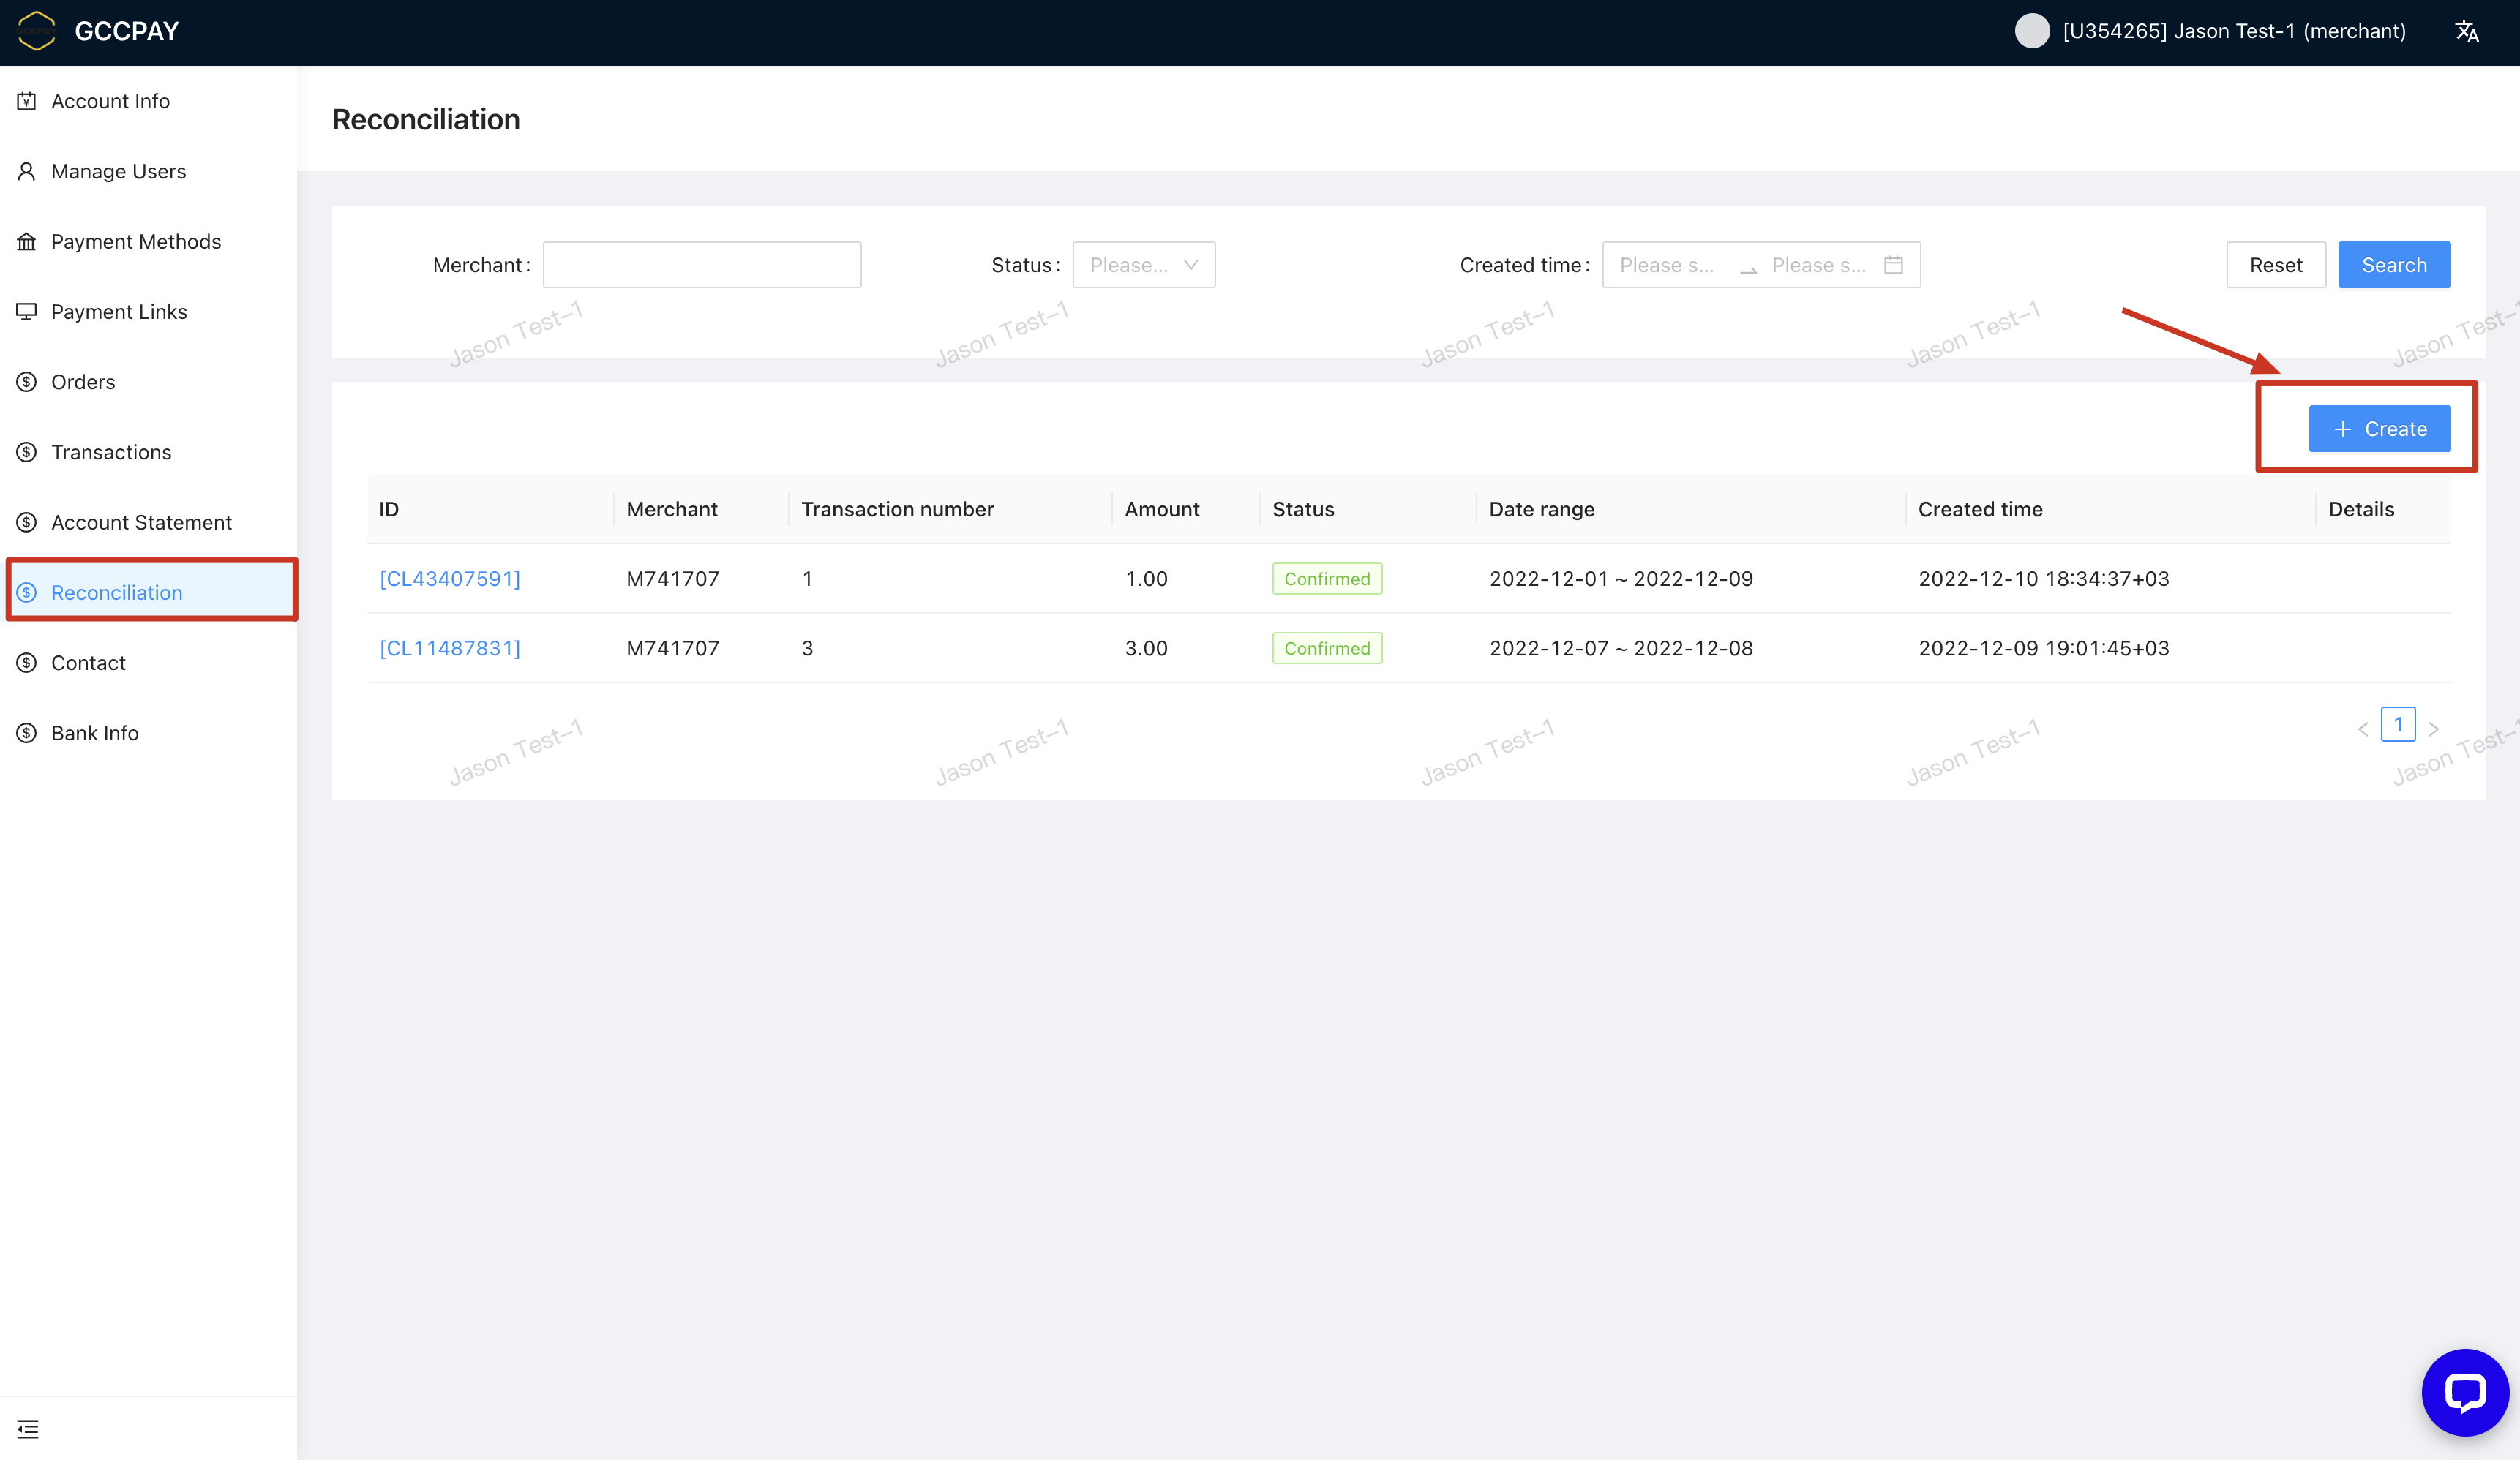 GCCPAY
[U354265] Jason Test-1 (merchant)
Account Info
Manage Users
Payment Methods
Payment Links
Orders
Transactions
Account Statement
Reconciliation
Contact
Bank Info
Reconciliation
Merchant:
Status: Please...
Created time: Please s... Please s...
Reset Search
Jason Test-1 Jason Test-1 Jason Test-1 Jason Test-1 Jason Test-1
+ Create
ID Merchant Transaction number Amount Status Date range Created time Details
[CL43407591] M741707 1 1.00 Confirmed 2022-12-01 ~ 2022-12-09 2022-12-10 18:34:37+03
[CL11487831] M741707 3 3.00 Confirmed 2022-12-07 ~ 2022-12-08 2022-12-09 19:01:45+03
< 1 >
Jason Test-1 Jason Test-1 Jason Test-1 Jason Test-1 Jason Test-1